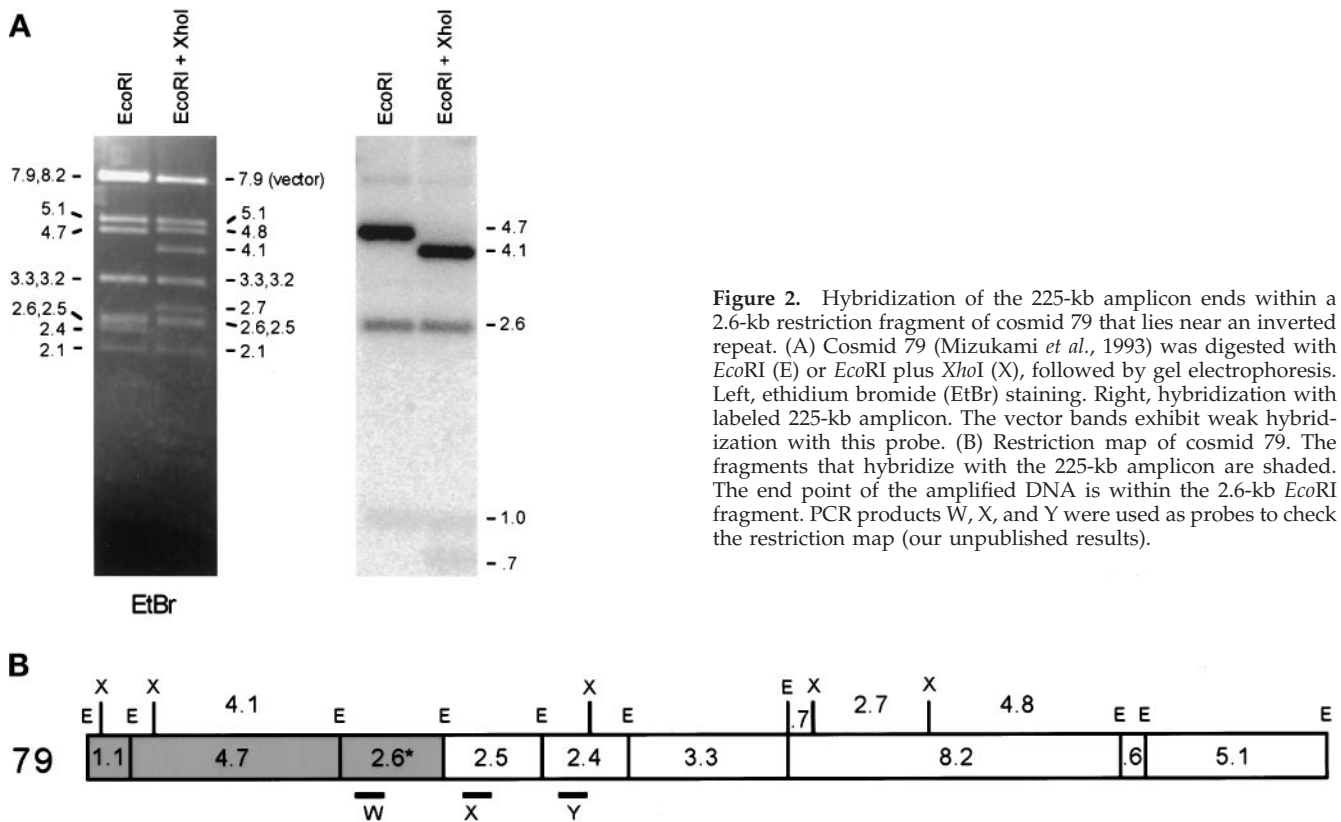 A
EcoRI
EcoRI + XhoI
EcoRI
EcoRI + XhoI
7.9,8.2
5.1
4.7
3.3,3.2
2.6,2.5
2.4
2.1
7.9 (vector)
5.1
4.8
4.1
3.3,3.2
2.7
2.6,2.5
2.1
4.7
4.1
2.6
1.0
.7
EtBr
Figure 2. Hybridization of the 225-kb amplicon ends within a
2.6-kb restriction fragment of cosmid 79 that lies near an inverted
repeat. (A) Cosmid 79 (Mizukami et al., 1993) was digested with
EcoRI (E) or EcoRI plus XhoI (X), followed by gel electrophoresis.
Left, ethidium bromide (EtBr) staining. Right, hybridization with
labeled 225-kb amplicon. The vector bands exhibit weak hybrid-
ization with this probe. (B) Restriction map of cosmid 79. The
fragments that hybridize with the 225-kb amplicon are shaded.
The end point of the amplified DNA is within the 2.6-kb EcoRI
fragment. PCR products W, X, and Y were used as probes to check
the restriction map (our unpublished results).
B
E X E X 4.1 E E E X E E .7 X 2.7 X 4.8 E E E
79 1.1 4.7 2.6* 2.5 2.4 3.3 8.2 .6 5.1
W X Y